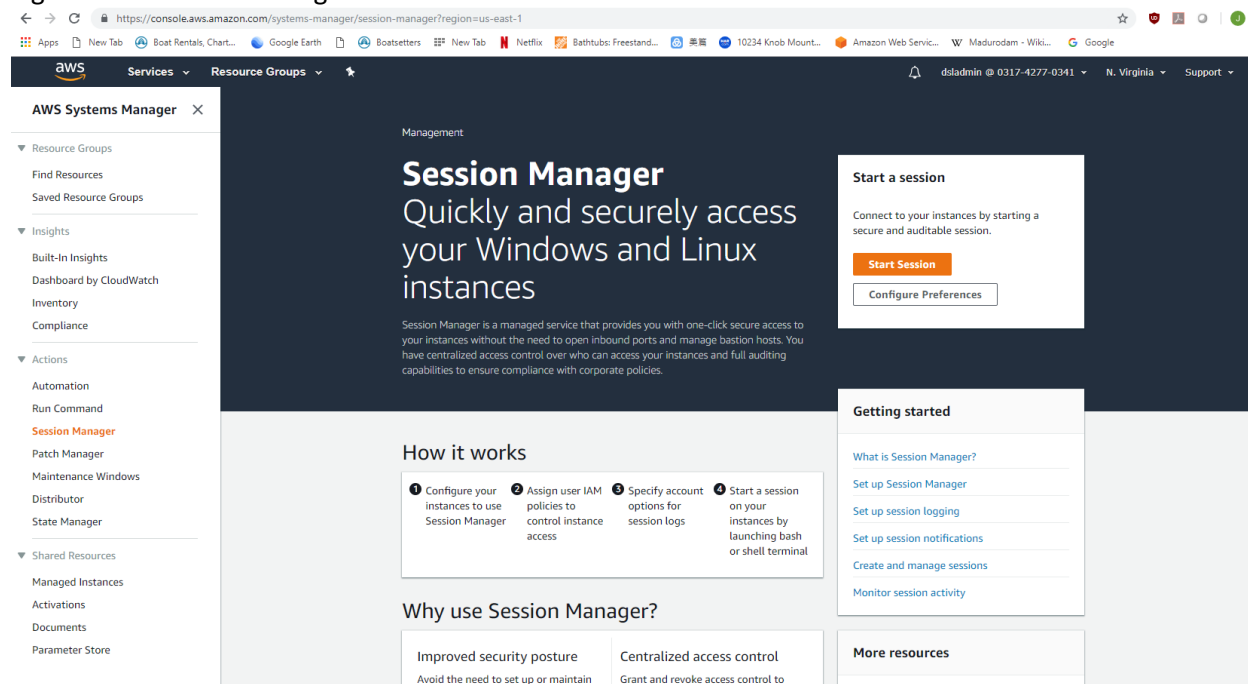 https://console.aws.amazon.com/systems-manager/session-manager?region=us-east-1
Apps New Tab Boat Rentals, Chart... Google Earth Boatsetters New Tab Netflix Bathtubs: Freestand... 10234 Knob Mount... Amazon Web Servic... Madurodam - Wiki... Google
aws Services Resource Groups dsladmin @ 0317-4277-0341 N. Virginia Support
AWS Systems Manager
Resource Groups
Find Resources
Saved Resource Groups
Insights
Built-In Insights
Dashboard by CloudWatch
Inventory
Compliance
Actions
Automation
Run Command
Session Manager
Patch Manager
Maintenance Windows
Distributor
State Manager
Shared Resources
Managed Instances
Activations
Documents
Parameter Store
Management
Session Manager
Quickly and securely access
your Windows and Linux
instances
Session Manager is a managed service that provides you with one-click secure access to
your instances without the need to open inbound ports and manage bastion hosts. You
have centralized access control over who can access your instances and full auditing
capabilities to ensure compliance with corporate policies.
Start a session
Connect to your instances by starting a
secure and auditable session.
Start Session
Configure Preferences
How it works
1 Configure your
instances to use
Session Manager
2 Assign user IAM
policies to
control instance
access
3 Specify account
options for
session logs
4 Start a session
on your
instances by
launching bash
or shell terminal
Why use Session Manager?
Improved security posture
Avoid the need to set up or maintain
Centralized access control
Grant and revoke access control to
Getting started
What is Session Manager?
Set up Session Manager
Set up session logging
Set up session notifications
Create and manage sessions
Monitor session activity
More resources